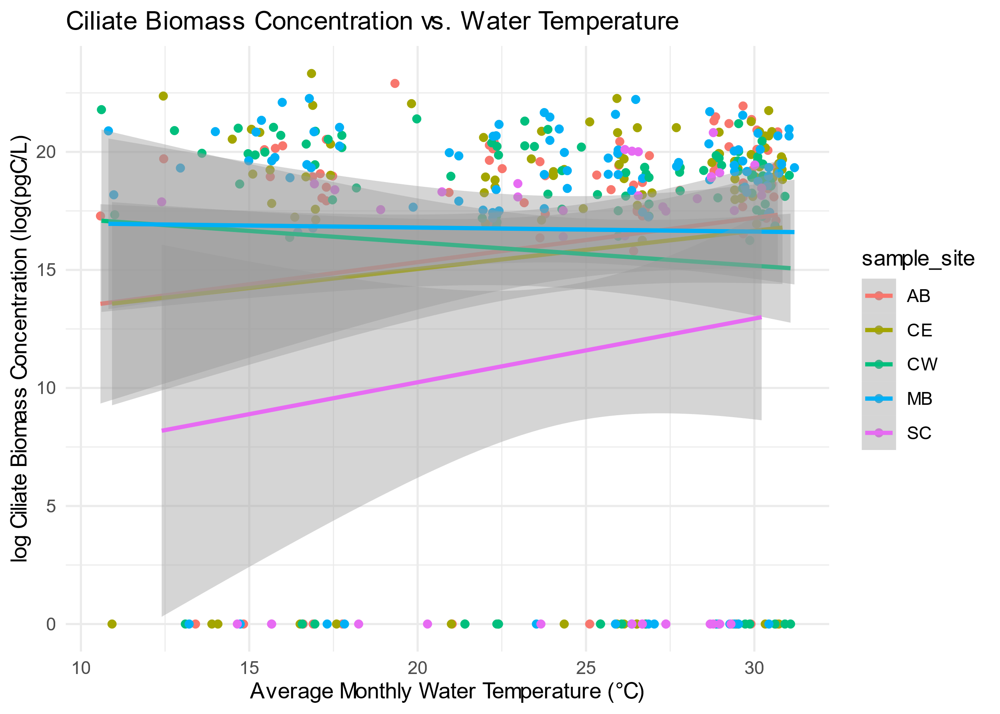 Ciliate Biomass Concentration vs. Water Temperature
log Ciliate Biomass Concentration (log(pgC/L)
20
15
10
5
0
10 15 20 25 30
Average Monthly Water Temperature (°C)
sample_site
AB
CE
CW
MB
SC